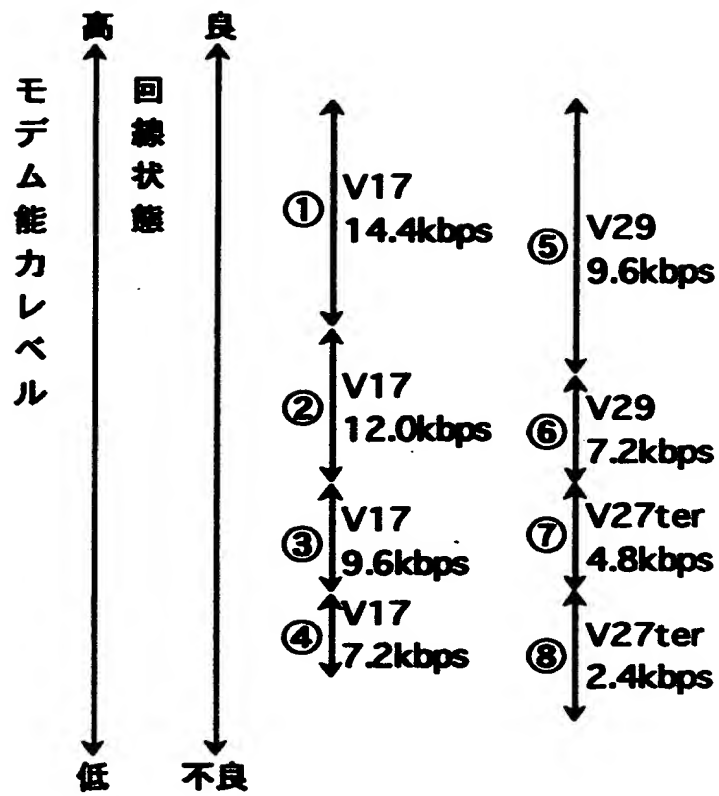 高
良
モデム能力レベル
回線状態
① V17
14.4kbps
② V17
12.0kbps
③ V17
9.6kbps
④ V17
7.2kbps
⑤ V29
9.6kbps
⑥ V29
7.2kbps
⑦ V27ter
4.8kbps
⑧ V27ter
2.4kbps
低
不良